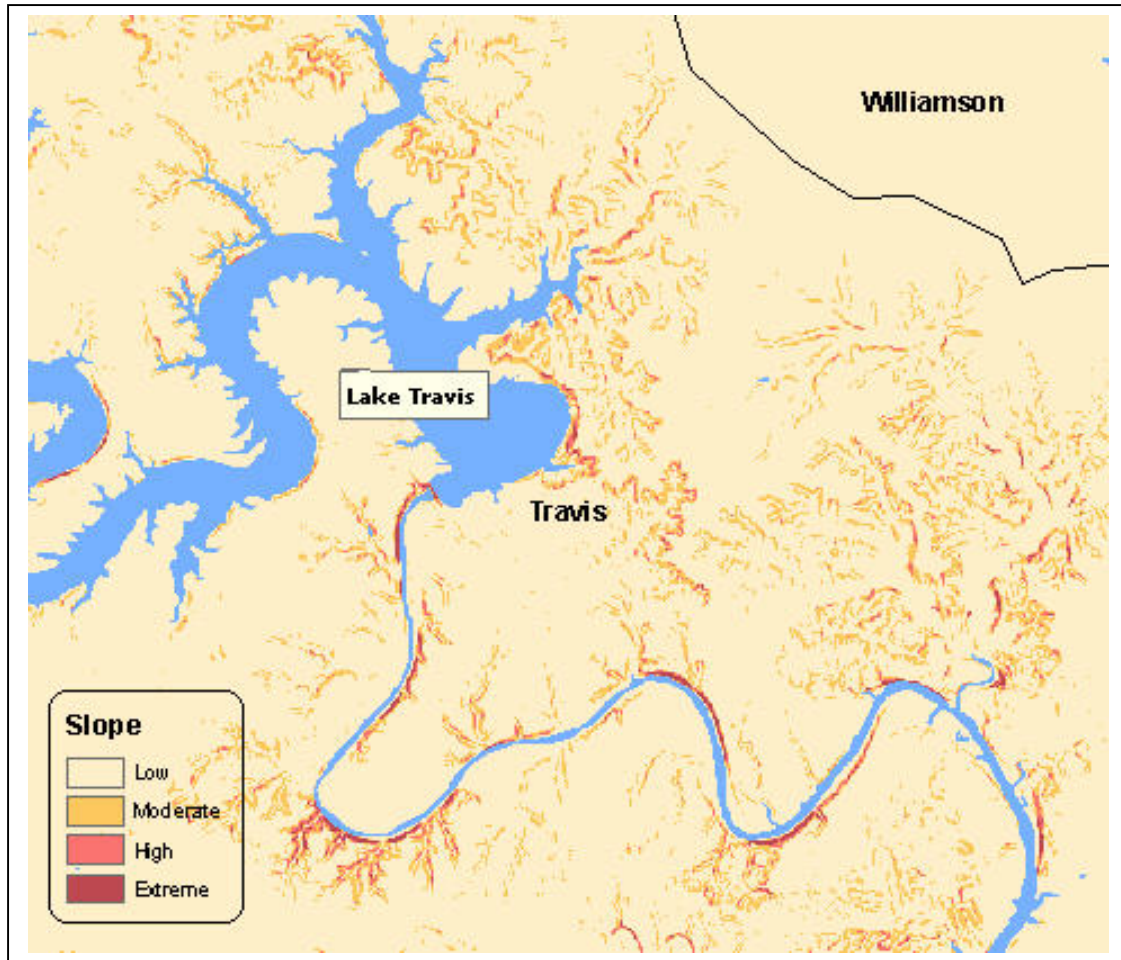 Williamson
Lake Travis
Travis
Slope
Low
Moderate
High
Extreme